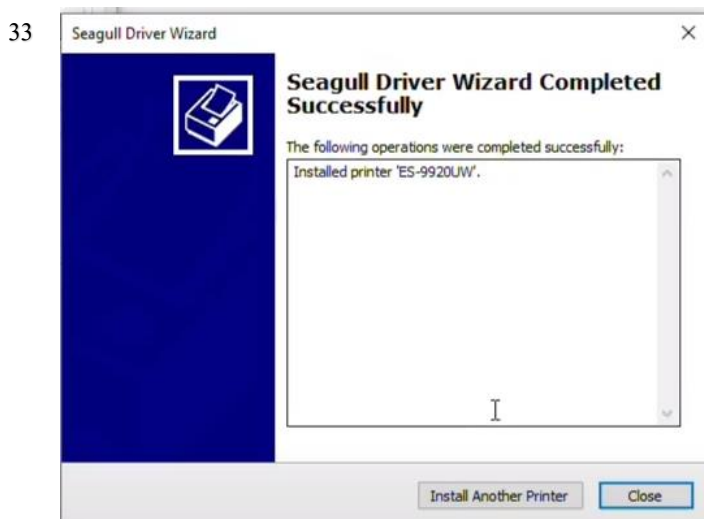 33
Seagull Driver Wizard
Seagull Driver Wizard Completed
Successfully
The following operations were completed successfully:
Installed printer 'ES-9920UW'.
Install Another Printer
Close